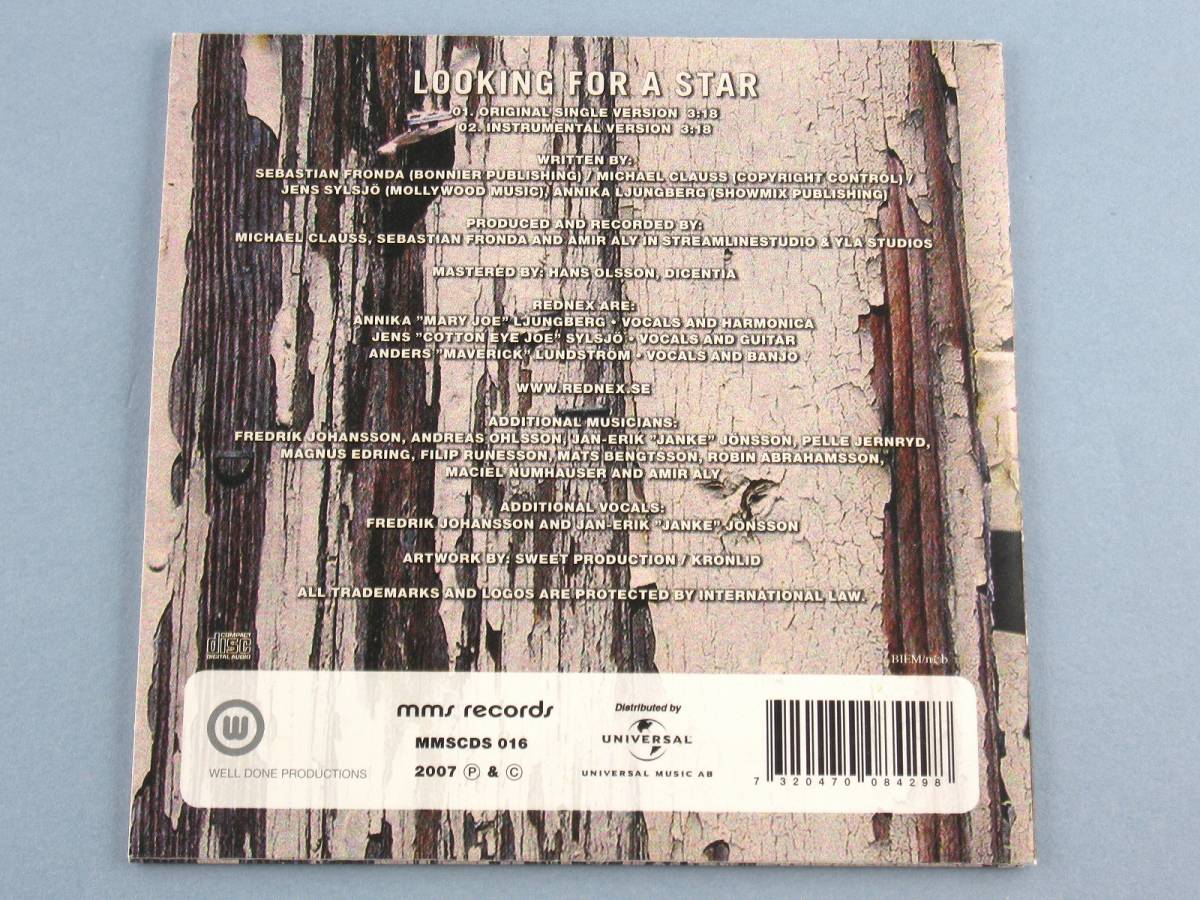 LOOKING FOR A STAR
01. ORIGINAL SINGLE VERSION 3:18
02. INSTRUMENTAL VERSION 3:18
WRITTEN BY:
SEBASTIAN FRONDA (BONNIER PUBLISHING) / MICHAEL CLAUSS (COPYRIGHT CONTROL) /
JENS SYLSJÖ (MOLLYWOOD MUSIC), ANNIKA LJUNGBERG (SHOWMIX PUBLISHING)
PRODUCED AND RECORDED BY:
MICHAEL CLAUSS, SEBASTIAN FRONDA AND AMIR ALY IN STREAMLINESTUDIO & YLA STUDIOS
MASTERED BY: HANS OLSSON, DICENTIA
REDNEX ARE:
ANNIKA "MARY JOE" LJUNGBERG • VOCALS AND HARMONICA
JENS "COTTON EYE JOE" SYLSJÖ • VOCALS AND GUITAR
ANDERS "MAVERICK" LUNDSTRÖM • VOCALS AND BANJO
WWW.REDNEX.SE
ADDITIONAL MUSICIANS:
FREDRIK JOHANSSON, ANDREAS OHLSSON, JAN-ERIK "JANKE" JÖNSSON, PELLE JERNRYD,
MAGNUS EDRING, FILIP RUNESSON, MATS BENGTSSON, ROBIN ABRAHAMSSON,
MACIEL NUMHAUSER AND AMIR ALY
ADDITIONAL VOCALS:
FREDRIK JOHANSSON AND JAN-ERIK "JANKE" JÖNSSON
ARTWORK BY: SWEET PRODUCTION / KRONLID
ALL TRADEMARKS AND LOGOS ARE PROTECTED BY INTERNATIONAL LAW.
COMPACT
disc
DIGITAL AUDIO
BIEM/n©b
W
WELL DONE PRODUCTIONS
mms records
MMSCDS 016
2007 Ⓟ & ©
Distributed by
UNIVERSAL
UNIVERSAL MUSIC AB
7 320470 084298